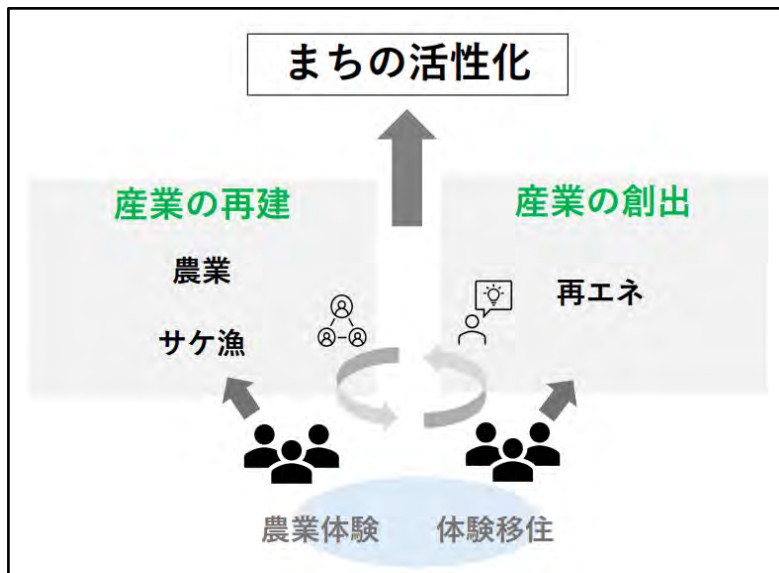 まちの活性化
産業の再建
農業
サケ漁
産業の創出
再エネ
農業体験
体験移住